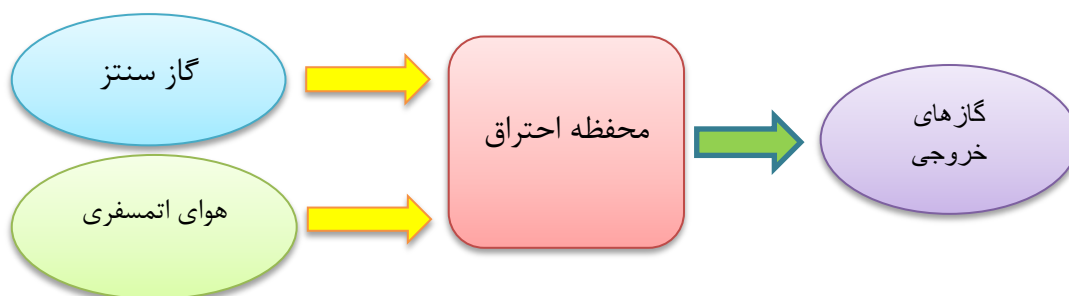 گاز سنتز
هوای اتمسفری
محفظه احتراق
گازهای
خروجی